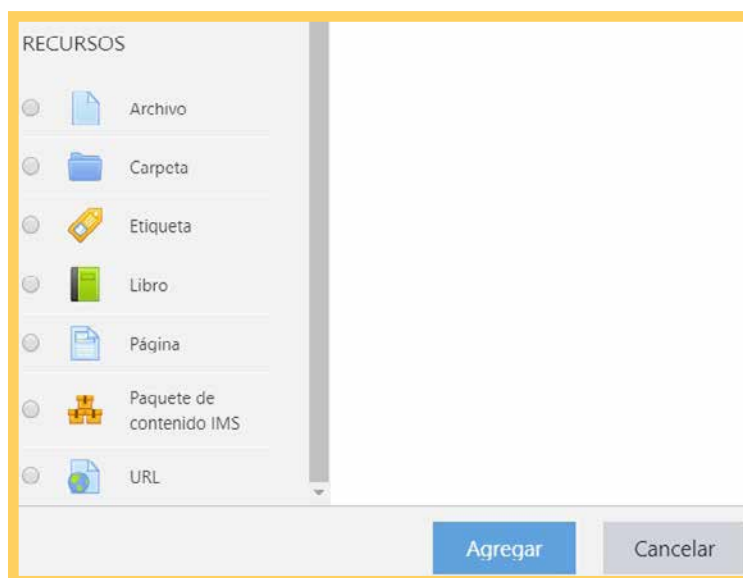 RECURSOS
Archivo
Carpeta
Etiqueta
Libro
Página
Paquete de
contenido IMS
URL
Agregar
Cancelar